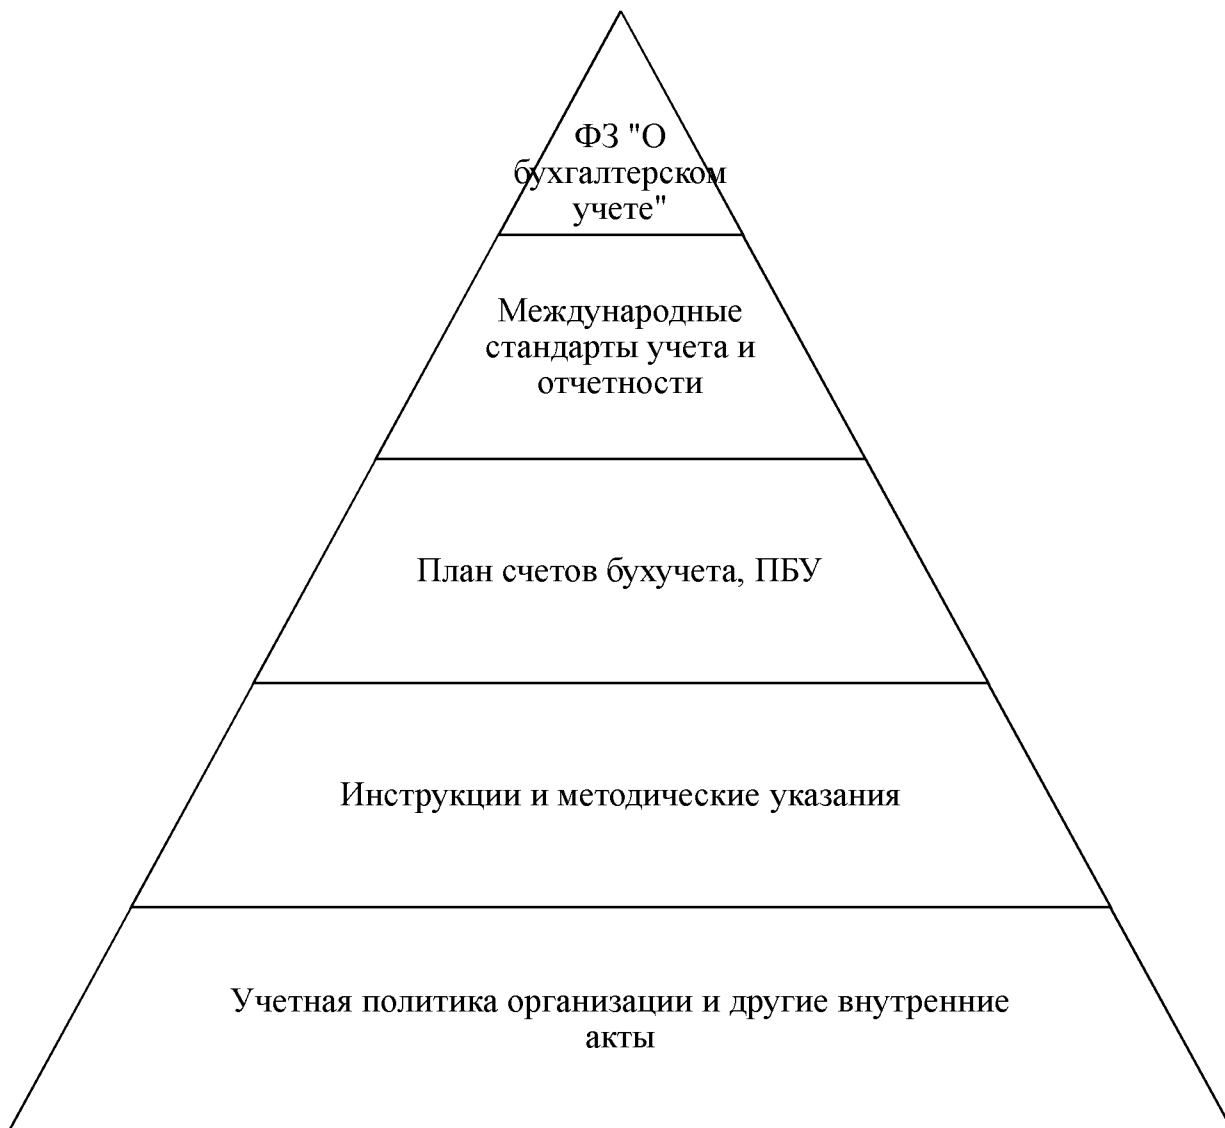 ФЗ "О
бухгалтерском
учете"
Международные
стандарты учета и
отчетности
План счетов бухучета, ПБУ
Инструкции и методические указания
Учетная политика организации и другие внутренние
акты